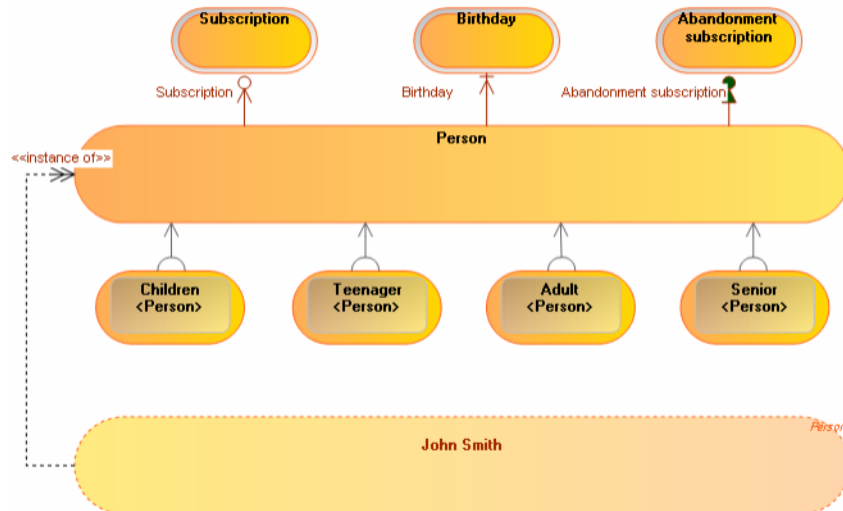 Subscription
Birthday
Abandonment
subscription
Subscription
Birthday
Abandonment subscription
Person
<<instance of>>
Children
<Person>
Teenager
<Person>
Adult
<Person>
Senior
<Person>
Person
John Smith